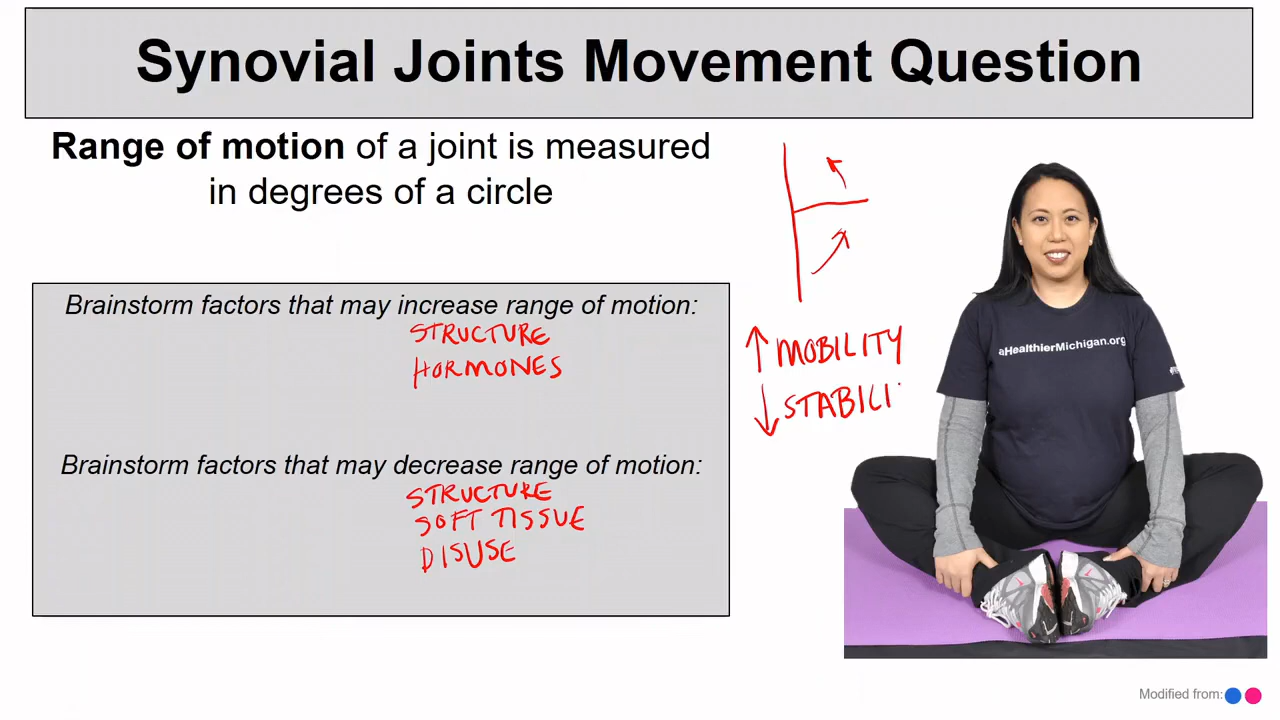 Synovial Joints Movement Question
Range of motion of a joint is measured
in degrees of a circle
Brainstorm factors that may increase range of motion:
STRUCTURE
HORMONES
Brainstorm factors that may decrease range of motion:
STRUCTURE
SOFT TISSUE
DISUSE
↑ MOBILITY
↓ STABILI
aHealthierMichigan.org
Modified from: